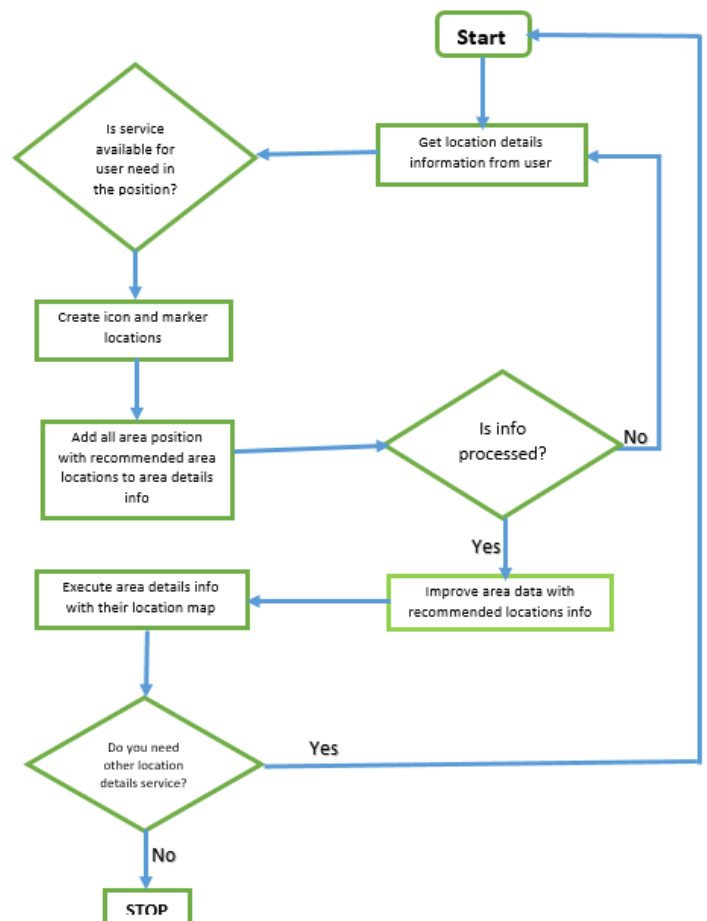 Start
Get location details
information from user
Is service
available for
user need in
the position?
Create icon and marker
locations
Add all area position
with recommended area
locations to area details
info
Is info
processed?
No
Yes
Improve area data with
recommended locations info
Execute area details info
with their location map
Do you need
other location
details service?
Yes
No
STOP